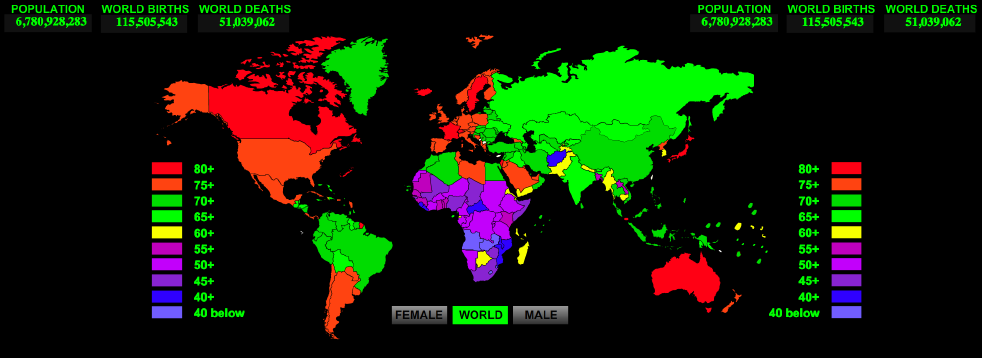 POPULATION WORLD BIRTHS WORLD DEATHS
6,780,928,283 115,505,543 51,039,062
POPULATION WORLD BIRTHS WORLD DEATHS
6,780,928,283 115,505,543 51,039,062
80+
75+
70+
65+
60+
55+
50+
45+
40+
40 below
80+
75+
70+
65+
60+
55+
50+
45+
40+
40 below
FEMALE WORLD MALE